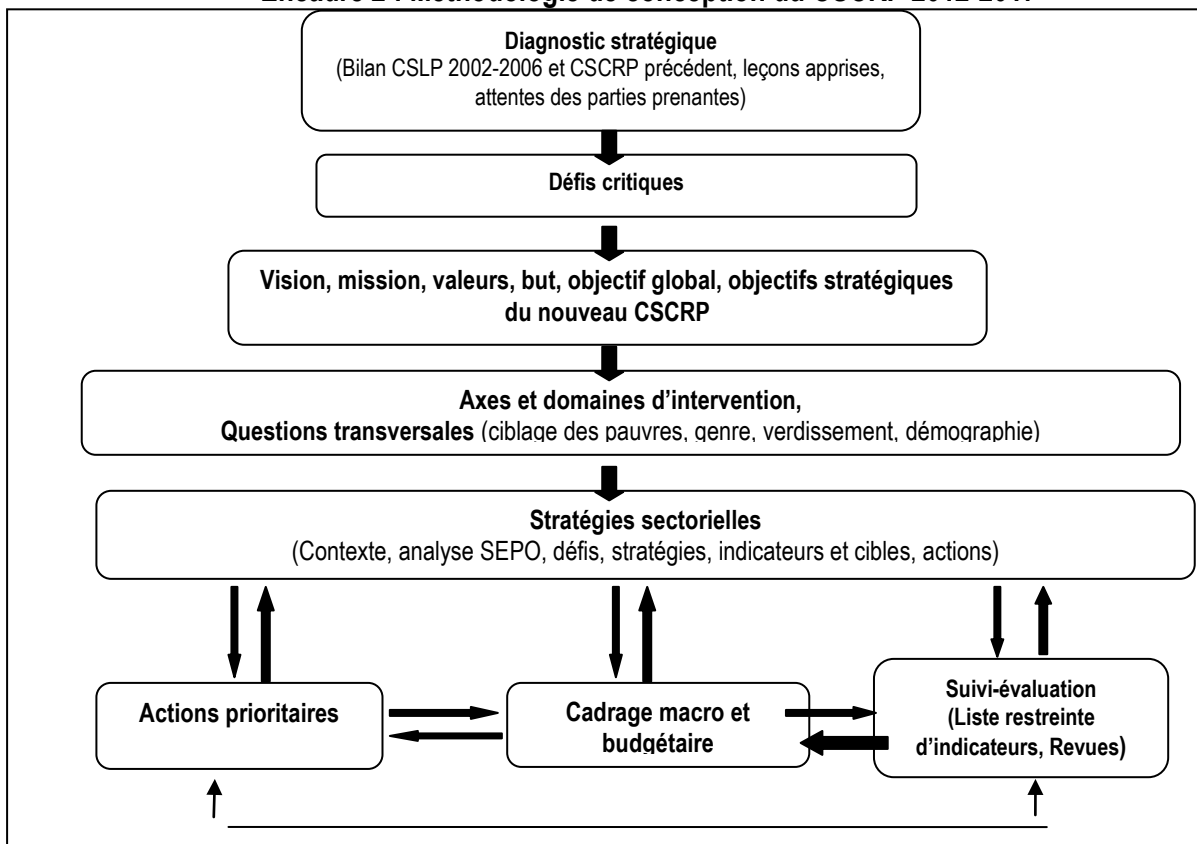 Diagnostic stratégique
(Bilan CSLP 2002-2006 et CSCRP précédent, leçons apprises,
attentes des parties prenantes)
Défis critiques
Vision, mission, valeurs, but, objectif global, objectifs stratégiques
du nouveau CSCRP
Axes et domaines d'intervention,
Questions transversales (ciblage des pauvres, genre, verdissement, démographie)
Stratégies sectorielles
(Contexte, analyse SEPO, défis, stratégies, indicateurs et cibles, actions)
Actions prioritaires
Cadrage macro et
budgétaire
Suivi-évaluation
(Liste restreinte
d'indicateurs, Revues)